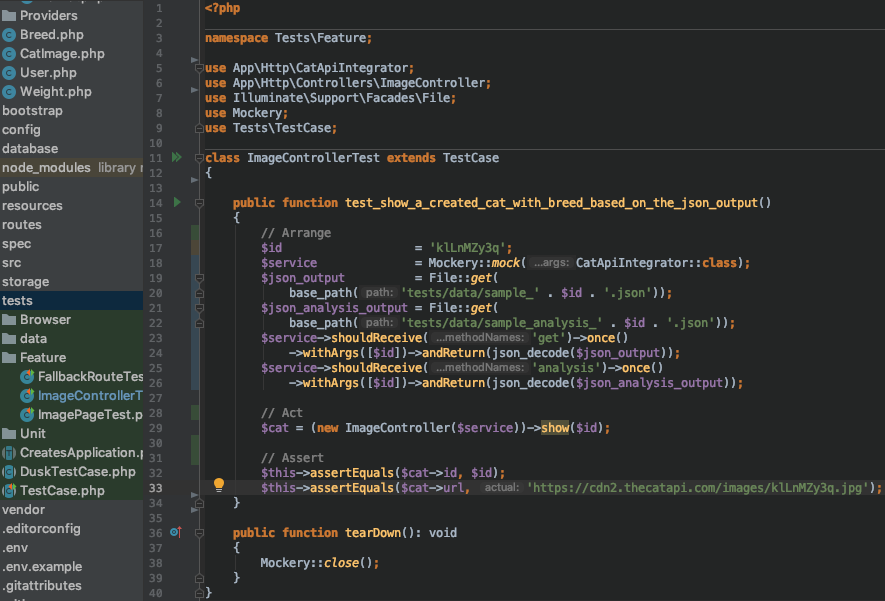 Providers
Breed.php
CatImage.php
User.php
Weight.php
bootstrap
config
database
node_modules library r
public
resources
routes
spec
src
storage
tests
Browser
data
Feature
FallbackRouteTes
ImageControllerT
ImagePageTest.p
Unit
CreatesApplication.
DuskTestCase.php
TestCase.php
vendor
.editorconfig
.env
.env.example
.gitattributes
1 <?php
2
3 namespace Tests\Feature;
4
5 use App\Http\CatApiIntegrator;
6 use App\Http\Controllers\ImageController;
7 use Illuminate\Support\Facades\File;
8 use Mockery;
9 use Tests\TestCase;
10
11 class ImageControllerTest extends TestCase
12 {
13
14 public function test_show_a_created_cat_with_breed_based_on_the_json_output()
15 {
16 // Arrange
17 $id = 'klLnMZy3q';
18 $service = Mockery::mock( ...args: CatApiIntegrator::class);
19 $json_output = File::get(
20 base_path( path: 'tests/data/sample_' . $id . '.json'));
21 $json_analysis_output = File::get(
22 base_path( path: 'tests/data/sample_analysis_' . $id . '.json'));
23 $service->shouldReceive( ...methodNames: 'get')->once()
24 ->withArgs([$id])->andReturn(json_decode($json_output));
25 $service->shouldReceive( ...methodNames: 'analysis')->once()
26 ->withArgs([$id])->andReturn(json_decode($json_analysis_output));
27
28 // Act
29 $cat = (new ImageController($service))->show($id);
30
31 // Assert
32 $this->assertEquals($cat->id, $id);
33 $this->assertEquals($cat->url, actual: 'https://cdn2.thecatapi.com/images/klLnMZy3q.jpg');
34 }
35
36 public function tearDown(): void
37 {
38 Mockery::close();
39 }
40 }